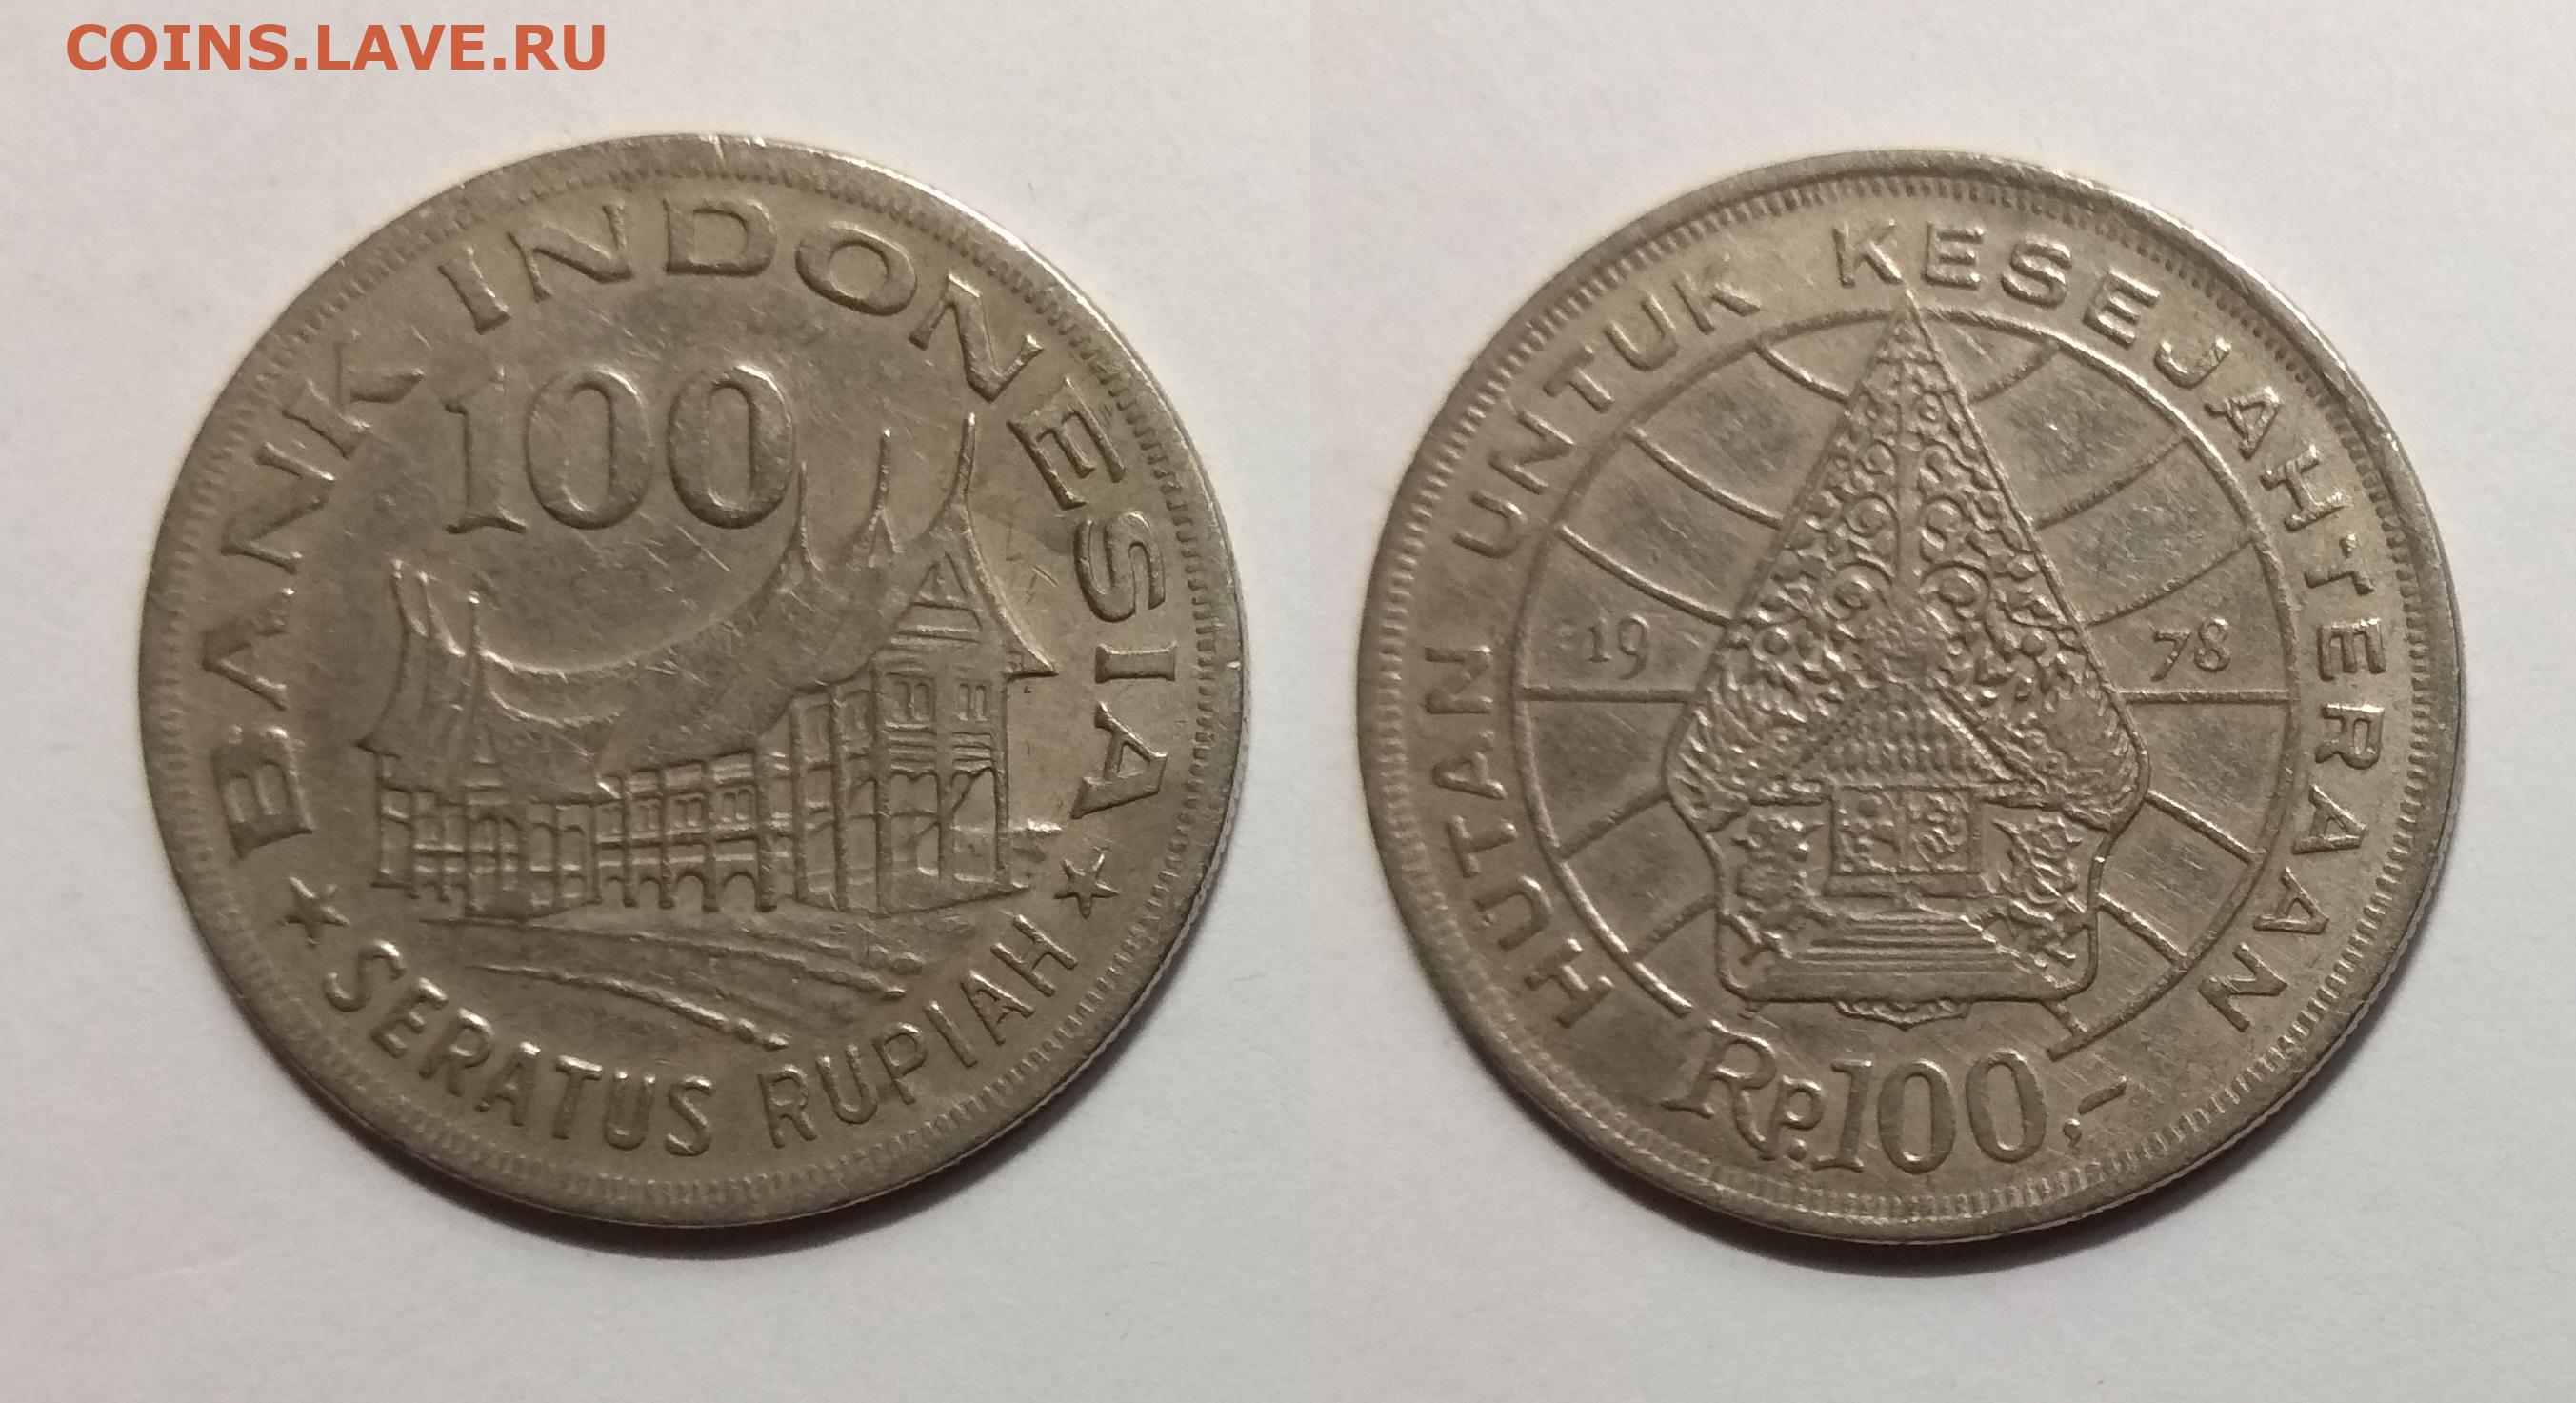 COINS.LAVE.RU
BANK INDONESIA
100
SERATUS RUPIAH
HUTAN UNTUK KESEJAHTERAAN
19 78
Rp.100,-